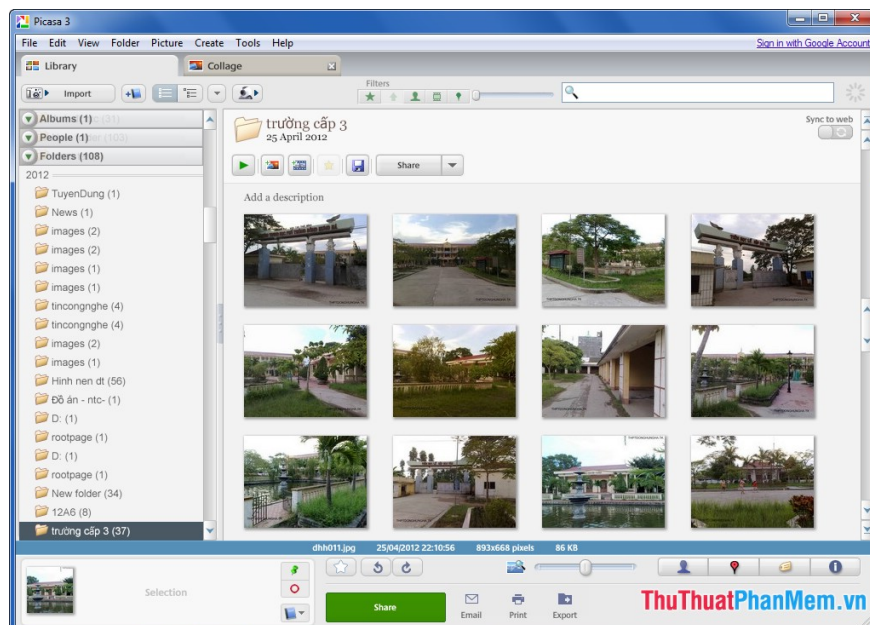 Picasa 3
File Edit View Folder Picture Create Tools Help
Sign in with Google Account
Library
Collage
Import
Filters
Albums (1)
People (1)
Folders (108)
2012
TuyenDung (1)
News (1)
images (2)
images (2)
images (1)
images (1)
tincongnghe (4)
tincongnghe (4)
images (2)
images (1)
Hinh nen dt (56)
Đồ án - ntc- (1)
D: (1)
rootpage (1)
D: (1)
rootpage (1)
New folder (34)
12A6 (8)
trường cấp 3 (37)
trường cấp 3
25 April 2012
Sync to web
Share
Add a description
dhh011.jpg 25/04/2012 22:10:56 893x668 pixels 86 KB
Selection
Share
Email
Print
Export
ThuThuatPhanMem.vn